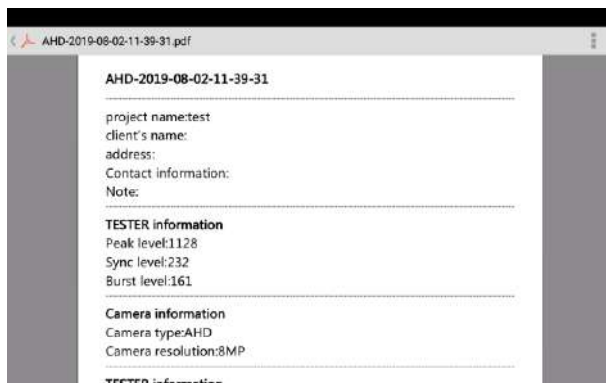 AHD-2019-08-02-11-39-31.pdf
AHD-2019-08-02-11-39-31
project name:test
client's name:
address:
Contact information:
Note:
TESTER information
Peak level:1128
Sync level:232
Burst level:161
Camera information
Camera type:AHD
Camera resolution:8MP
TESTER information